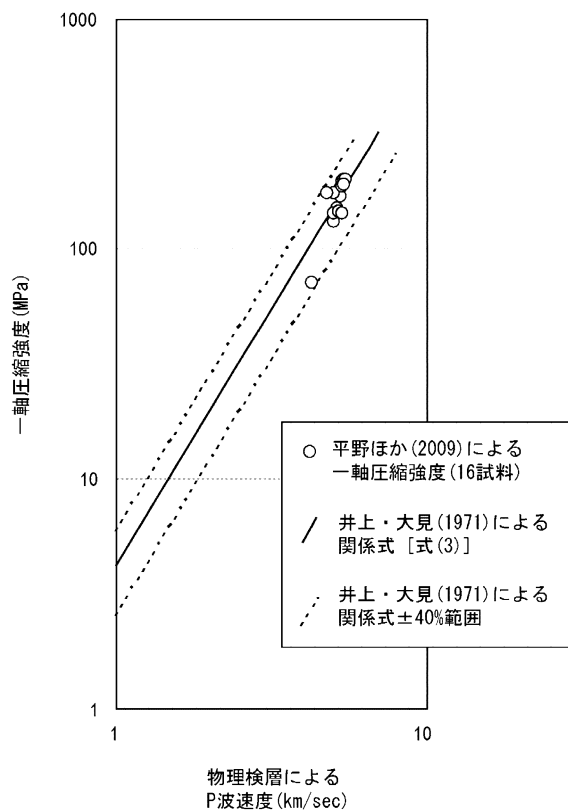 1000
100
10
1
1
10
一軸圧縮強度(MPa)
平野ほか(2009)による
一軸圧縮強度(16試料)
井上・大見(1971)による
関係式 [式(3)]
井上・大見(1971)による
関係式±40%範囲
物理検層による
P波速度(km/sec)